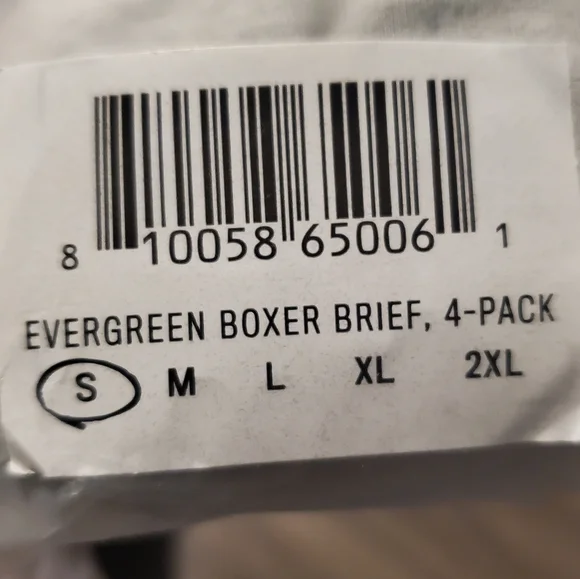 8 10058 65006 1
EVERGREEN BOXER BRIEF, 4-PACK
S M L XL 2XL